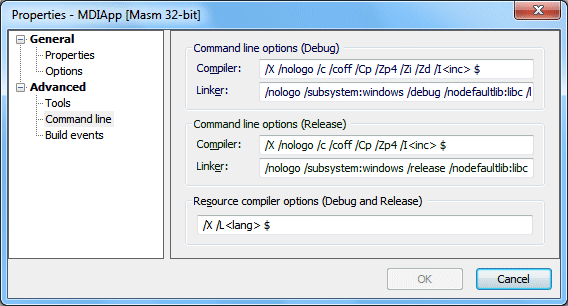 Properties - MDIApp [Masm 32-bit]
General
Properties
Options
Advanced
Tools
Command line
Build events
Command line options (Debug)
Compiler: /X /nologo /c /coff /Cp /Zp4 /Zi /Zd /I<inc> $
Linker: /nologo /subsystem:windows /debug /nodefaultlib:libc
Command line options (Release)
Compiler: /X /nologo /c /coff /Cp /Zp4 /I<inc> $
Linker: /nologo /subsystem:windows /release /nodefaultlib:libc
Resource compiler options (Debug and Release)
/X /L<lang> $
OK Cancel